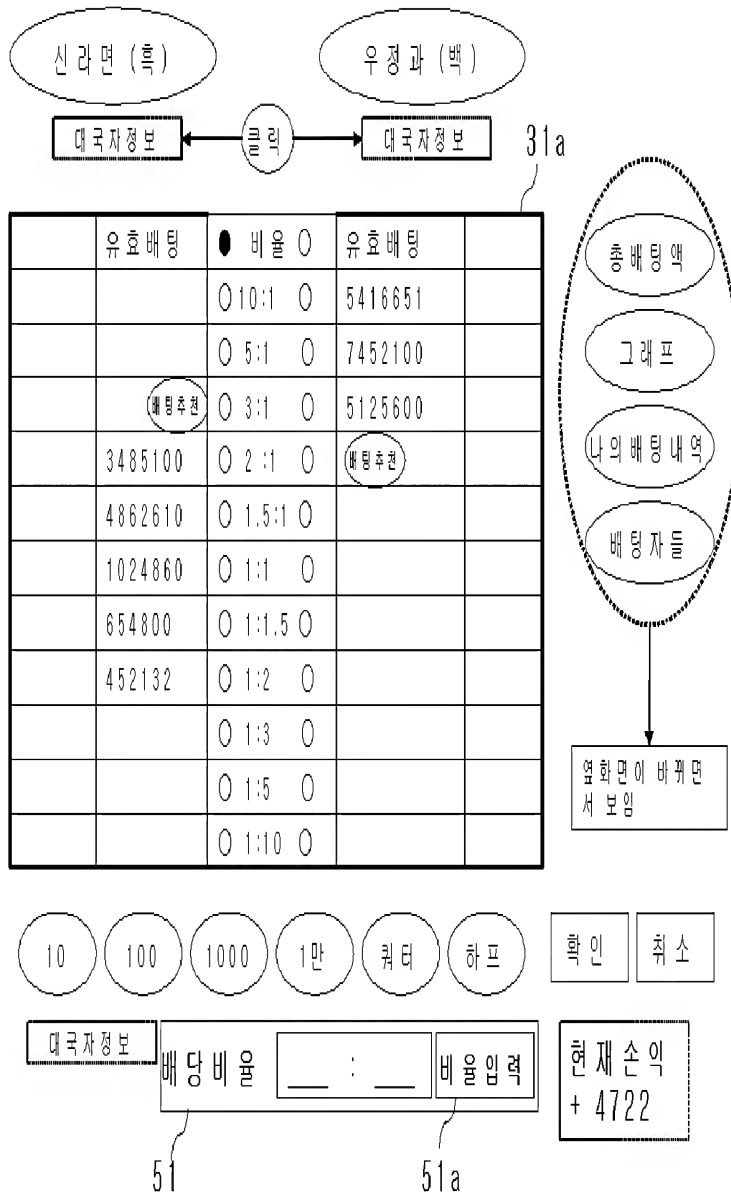 신라면 (흑) 우정과 (백)
대국자정보 클릭 대국자정보
31a
유효배팅 ● 비율 ○ 유효배팅
○ 10:1 ○ 5416651
○ 5:1 ○ 7452100
배팅추천 ○ 3:1 ○ 5125600
3485100 ○ 2:1 ○ 배팅추천
4862610 ○ 1.5:1 ○
1024860 ○ 1:1 ○
654800 ○ 1:1.5 ○
452132 ○ 1:2 ○
○ 1:3 ○
○ 1:5 ○
○ 1:10 ○
총배팅액
그래프
나의배팅내역
배팅자들
옆화면이 바뀌면
서 보임
10 100 1000 1만 쿼터 하프 확인 취소
대국자정보
배당비율 __ : __ 비율입력
현재손익
+ 4722
51 51a